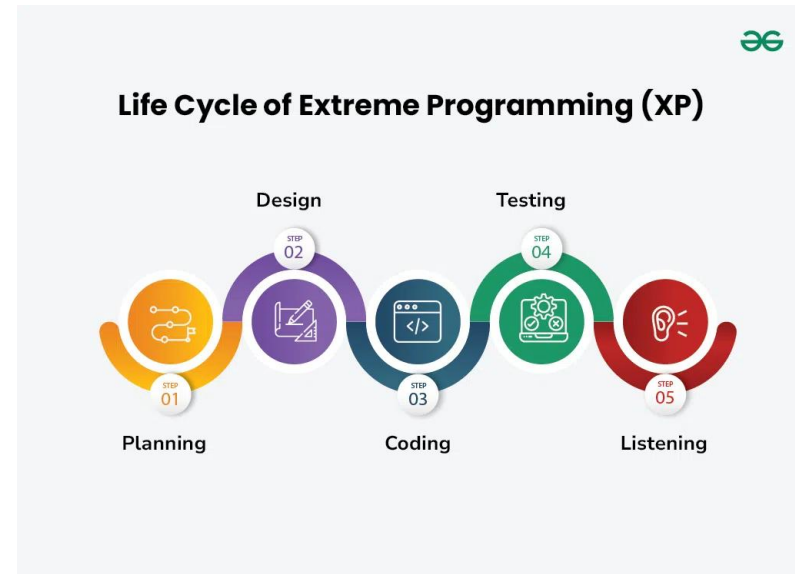 Life Cycle of Extreme Programming (XP)
Design
Testing
STEP
02
STEP
04
</>
STEP
01
STEP
03
STEP
05
Planning
Coding
Listening